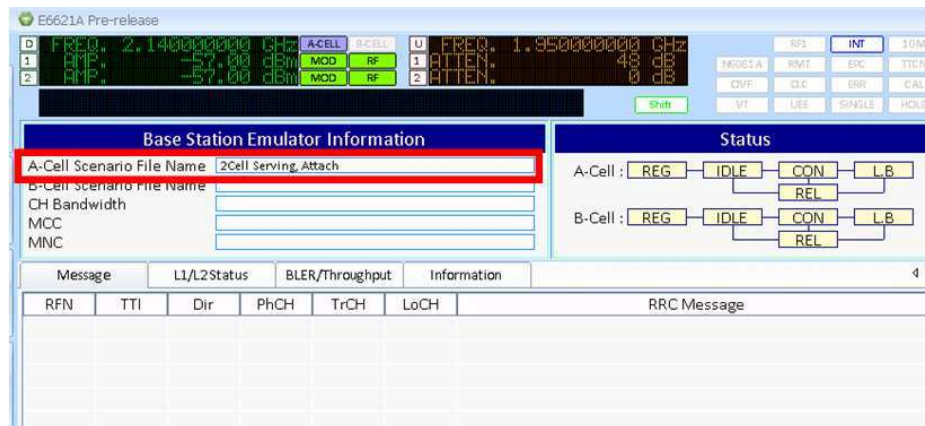 E6621A Pre-release
D FREQ. 2.140000000 GHz A-CELL B-CELL U FREQ. 1.950000000 GHz RF1 INT
1 AMP. -57.00 dBm MOD RF 1 ATTEN. 48 dB N6061A RMT EPC TTCN
2 AMP. -57.00 dBm MOD RF 2 ATTEN. 0 dB OVF ERR CAL
Shift VT UEE SINGLE HOLD
Base Station Emulator Information
Status
A-Cell Scenario File Name 2Cell Serving, Attach
B-Cell Scenario File Name
CH Bandwidth
MCC
MNC
A-Cell : REG IDLE CON L.B
REL
B-Cell : REG IDLE CON L.B
REL
Message L1/L2Status BLER/Throughput Information
RFN TTI Dir PhCH TrCH LoCH RRC Message